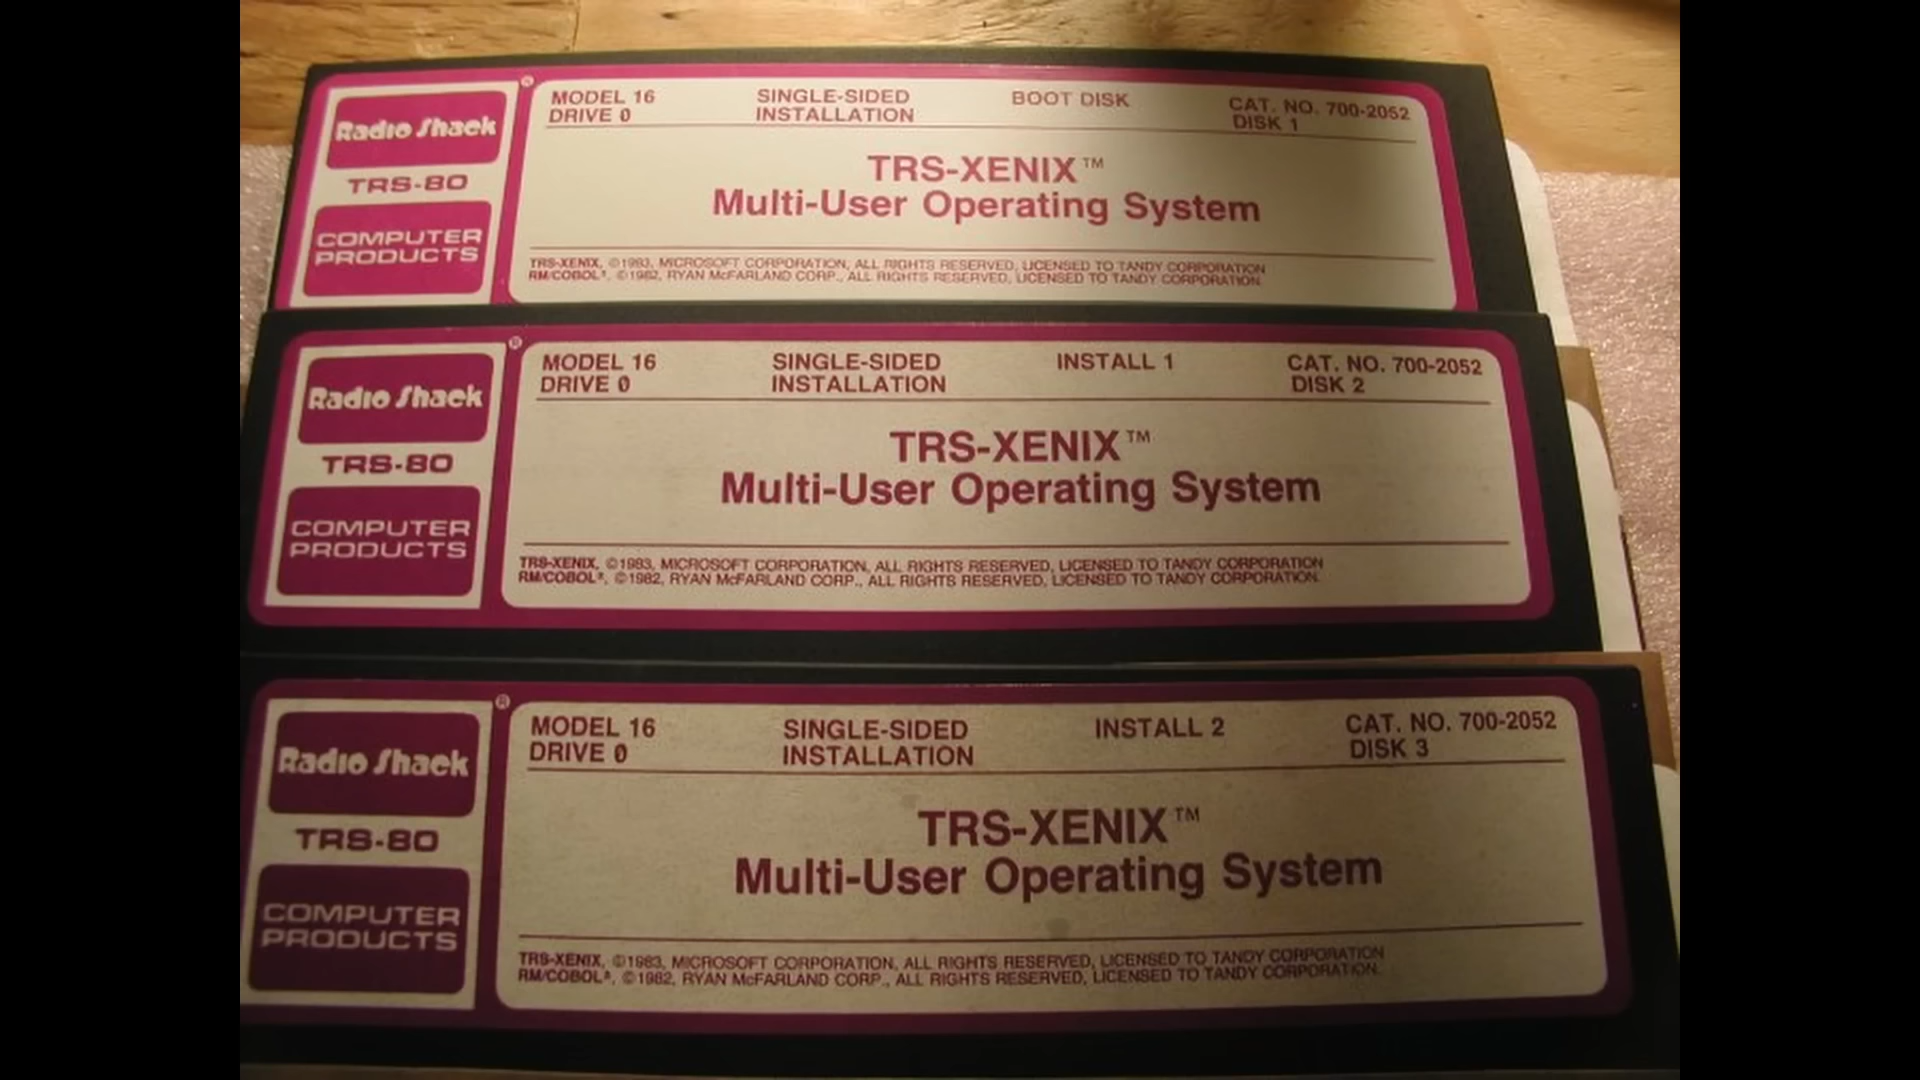 Radio Shack ®
TRS-80
COMPUTER
PRODUCTS
MODEL 16 SINGLE-SIDED BOOT DISK CAT. NO. 700-2052
DRIVE 0 INSTALLATION DISK 1
TRS-XENIX™
Multi-User Operating System
TRS-XENIX, ©1983, MICROSOFT CORPORATION, ALL RIGHTS RESERVED, LICENSED TO TANDY CORPORATION
RM/COBOL®, ©1982, RYAN McFARLAND CORP., ALL RIGHTS RESERVED, LICENSED TO TANDY CORPORATION.
Radio Shack ®
TRS-80
COMPUTER
PRODUCTS
MODEL 16 SINGLE-SIDED INSTALL 1 CAT. NO. 700-2052
DRIVE 0 INSTALLATION DISK 2
TRS-XENIX™
Multi-User Operating System
TRS-XENIX, ©1983, MICROSOFT CORPORATION, ALL RIGHTS RESERVED, LICENSED TO TANDY CORPORATION
RM/COBOL®, ©1982, RYAN McFARLAND CORP., ALL RIGHTS RESERVED, LICENSED TO TANDY CORPORATION.
Radio Shack ®
TRS-80
COMPUTER
PRODUCTS
MODEL 16 SINGLE-SIDED INSTALL 2 CAT. NO. 700-2052
DRIVE 0 INSTALLATION DISK 3
TRS-XENIX™
Multi-User Operating System
TRS-XENIX, ©1983, MICROSOFT CORPORATION, ALL RIGHTS RESERVED, LICENSED TO TANDY CORPORATION
RM/COBOL®, ©1982, RYAN McFARLAND CORP., ALL RIGHTS RESERVED, LICENSED TO TANDY CORPORATION.